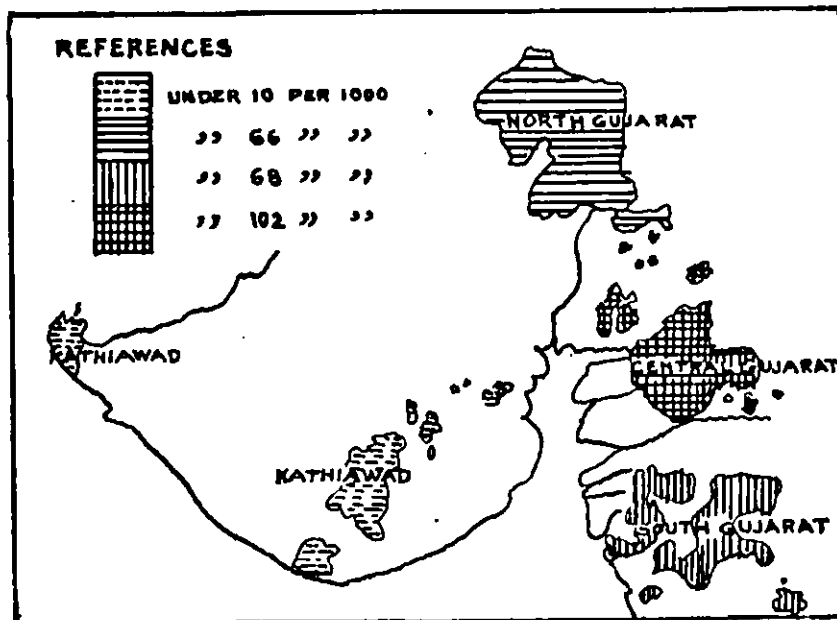 REFERENCES
UNDER 10 PER 1000
,, 66 ,, ,,
,, 68 ,, ,,
,, 102 ,, ,,
NORTH GUJARAT
KATHIAWAD
CENTRAL GUJARAT
KATHIAWAD
SOUTH GUJARAT